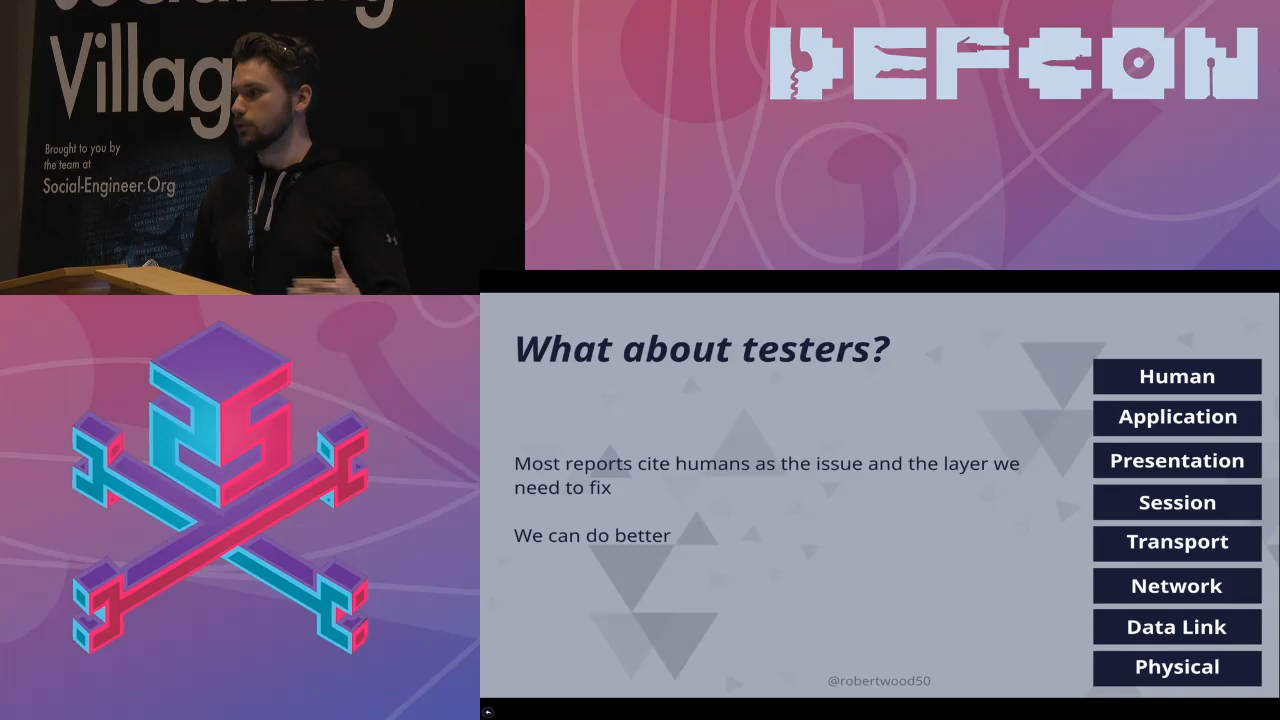 Social-Eng
Villag
Brought to you by
the team at
Social-Engineer.Org
DEFCON
What about testers?
Most reports cite humans as the issue and the layer we
need to fix
We can do better
Human
Application
Presentation
Session
Transport
Network
Data Link
Physical
@robertwood50